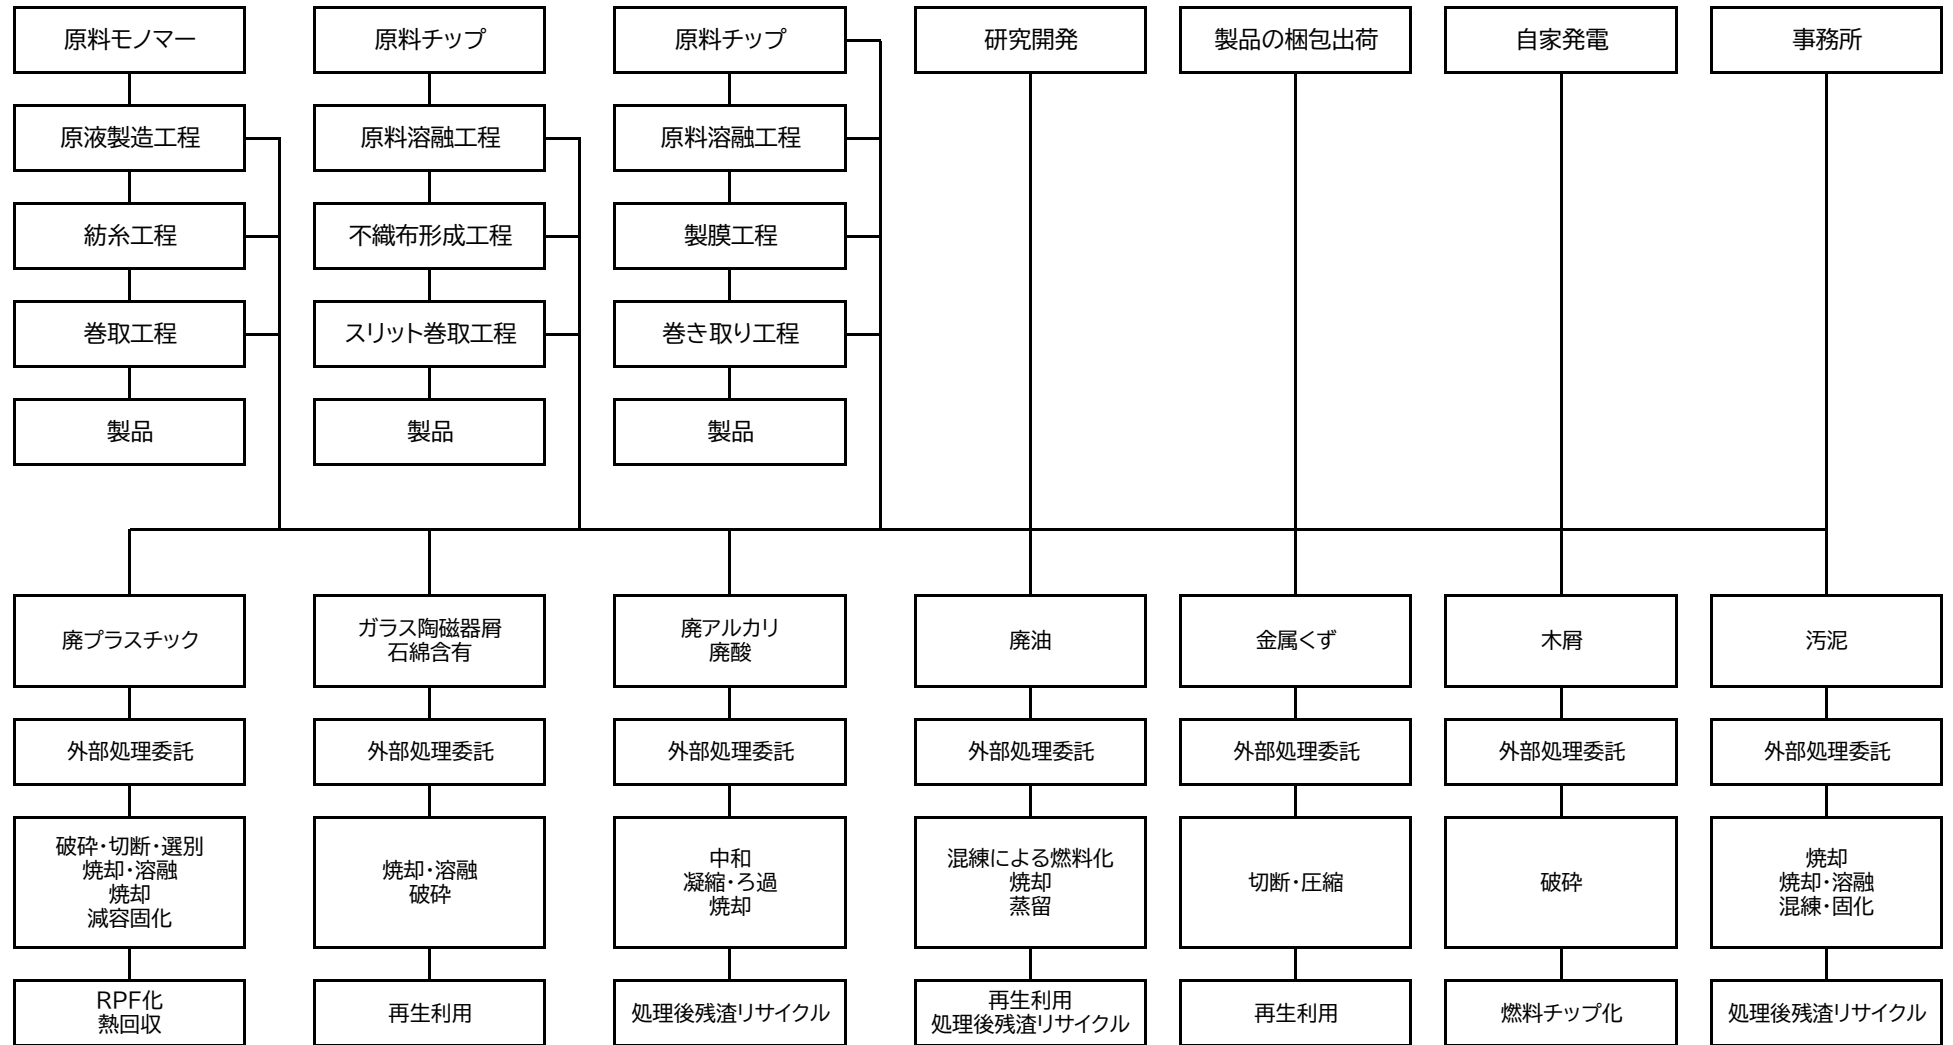 原料モノマー
原料チップ
原料チップ
研究開発
製品の梱包出荷
自家発電
事務所
原液製造工程
原料溶融工程
原料溶融工程
紡糸工程
不織布形成工程
製膜工程
巻取工程
スリット巻取工程
巻き取り工程
製品
製品
製品
廃プラスチック
ガラス陶磁器屑
石綿含有
廃アルカリ
廃酸
廃油
金属くず
木屑
汚泥
外部処理委託
外部処理委託
外部処理委託
外部処理委託
外部処理委託
外部処理委託
外部処理委託
破砕・切断・選別
焼却・溶融
焼却
減容固化
焼却・溶融
破砕
中和
凝縮・ろ過
焼却
混練による燃料化
焼却
蒸留
切断・圧縮
破砕
焼却
焼却・溶融
混練・固化
RPF化
熱回収
再生利用
処理後残渣リサイクル
再生利用
処理後残渣リサイクル
再生利用
燃料チップ化
処理後残渣リサイクル